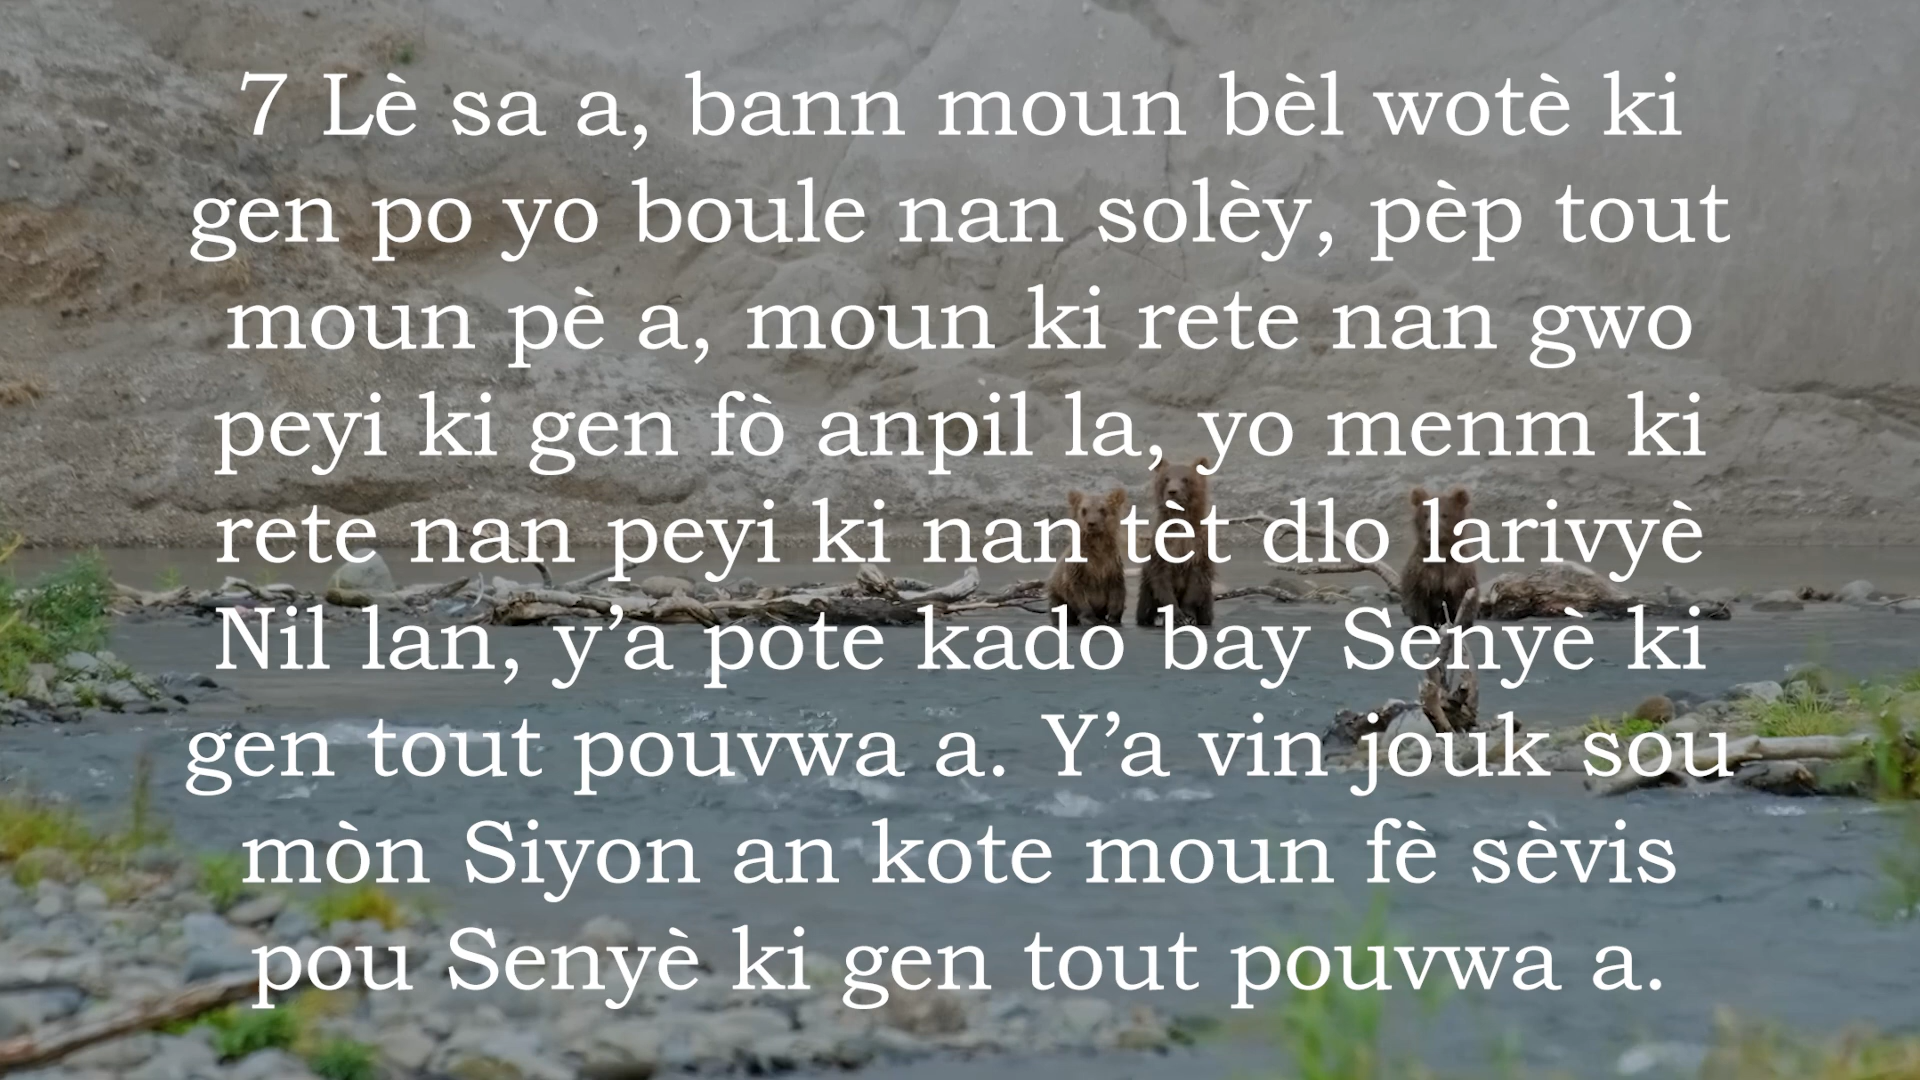 7 Lè sa a, bann moun bèl wotè ki
gen po yo boule nan solèy, pèp tout
moun pè a, moun ki rete nan gwo
peyi ki gen fò anpil la, yo menm ki
rete nan peyi ki nan tèt dlo larivyè
Nil lan, y’a pote kado bay Senyè ki
gen tout pouvwa a. Y’a vin jouk sou
mòn Siyon an kote moun fè sèvis
pou Senyè ki gen tout pouvwa a.